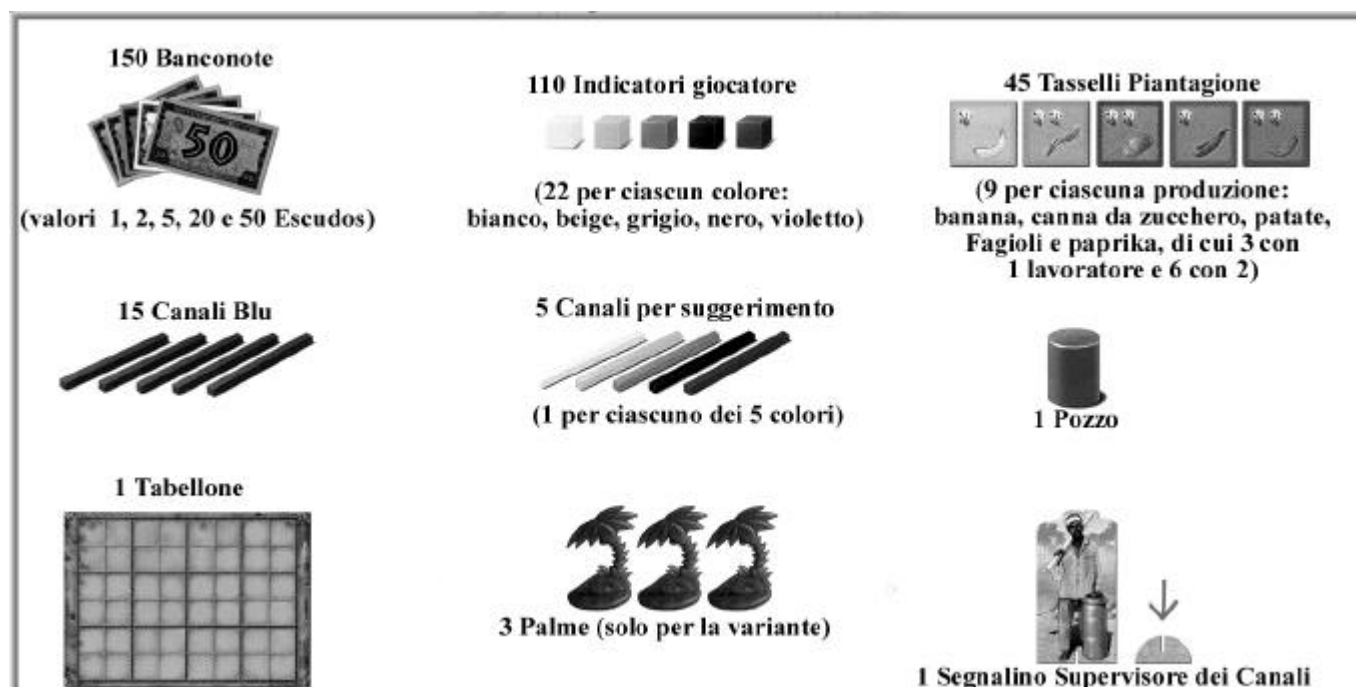 150 Banconote
50
(valori 1, 2, 5, 20 e 50 Escudos)
110 Indicatori giocatore
(22 per ciascun colore:
bianco, beige, grigio, nero, violetto)
45 Tasselli Piantagione
(9 per ciascuna produzione:
banana, canna da zucchero, patate,
Fagioli e paprika, di cui 3 con
1 lavoratore e 6 con 2)
15 Canali Blu
5 Canali per suggerimento
(1 per ciascuno dei 5 colori)
1 Pozzo
1 Tabellone
3 Palme (solo per la variante)
1 Segnalino Supervisore dei Canali